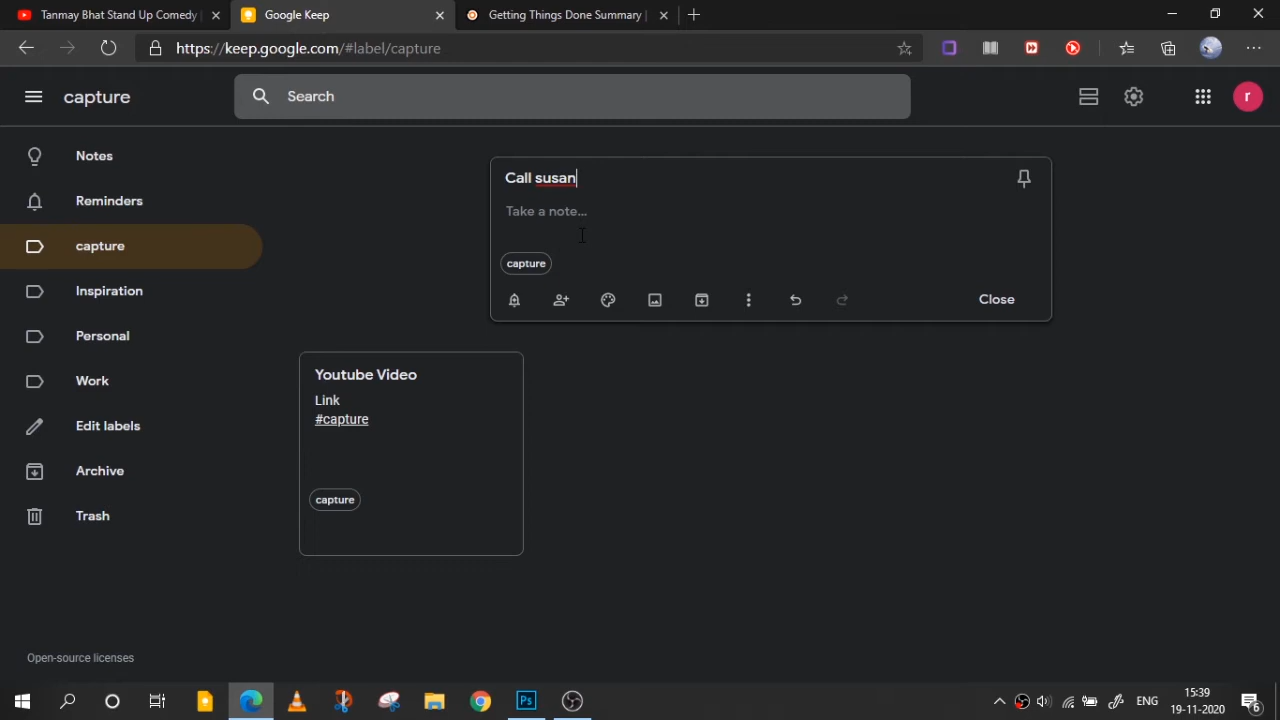 Tanmay Bhat Stand Up Comedy
Google Keep
Getting Things Done Summary
https://keep.google.com/#label/capture
capture
Search
r
Notes
Reminders
capture
Inspiration
Personal
Work
Edit labels
Archive
Trash
Call susan
Take a note...
capture
Close
Youtube Video
Link
#capture
capture
Open-source licenses
Ps
ENG
15:39
19-11-2020
6